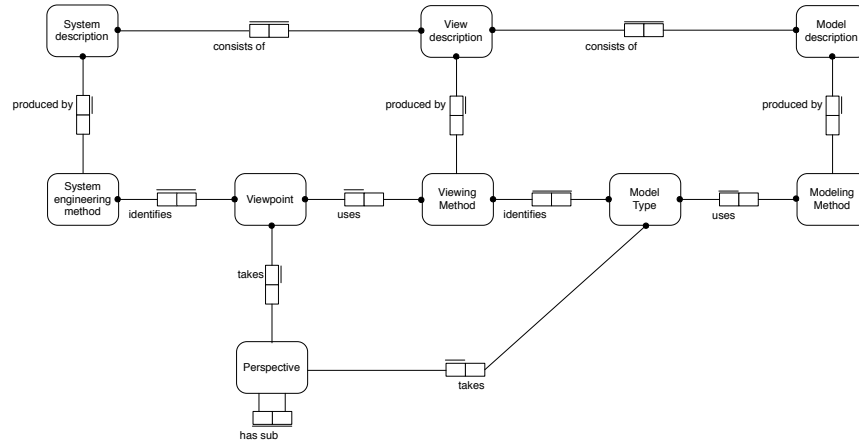 System
description
View
description
Model
description
consists of
consists of
produced by
produced by
produced by
System
engineering
method
Viewpoint
Viewing
Method
Model
Type
Modeling
Method
identifies
uses
identifies
uses
takes
Perspective
takes
has sub